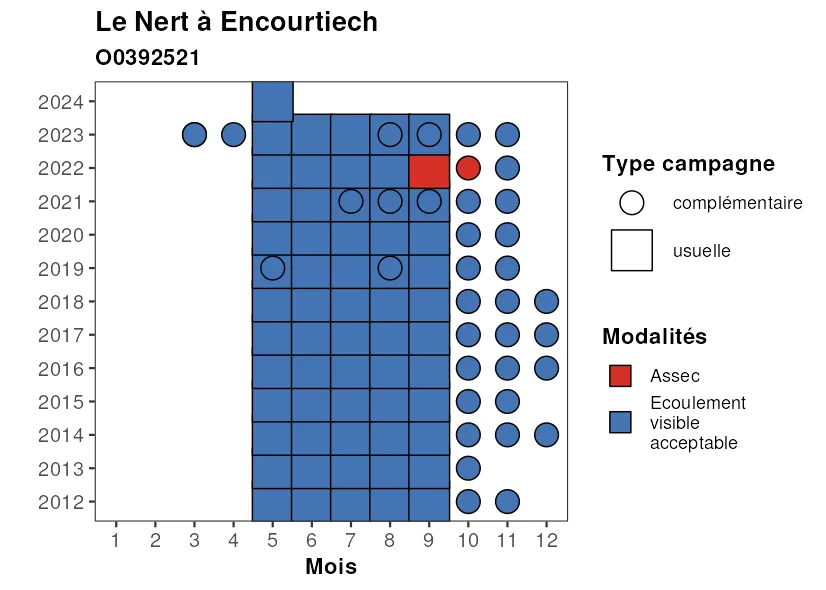 Le Nert à Encourtiech
O0392521
2024
2023
2022
2021
2020
2019
2018
2017
2016
2015
2014
2013
2012
1 2 3 4 5 6 7 8 9 10 11 12
Mois
Type campagne
complémentaire
usuelle
Modalités
Assec
Ecoulement
visible
acceptable